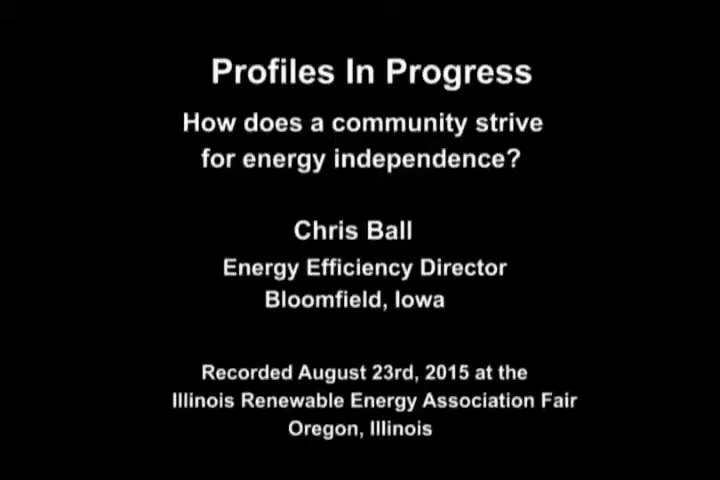 Profiles In Progress
How does a community strive
for energy independence?
Chris Ball
Energy Efficiency Director
Bloomfield, Iowa
Recorded August 23rd, 2015 at the
Illinois Renewable Energy Association Fair
Oregon, Illinois